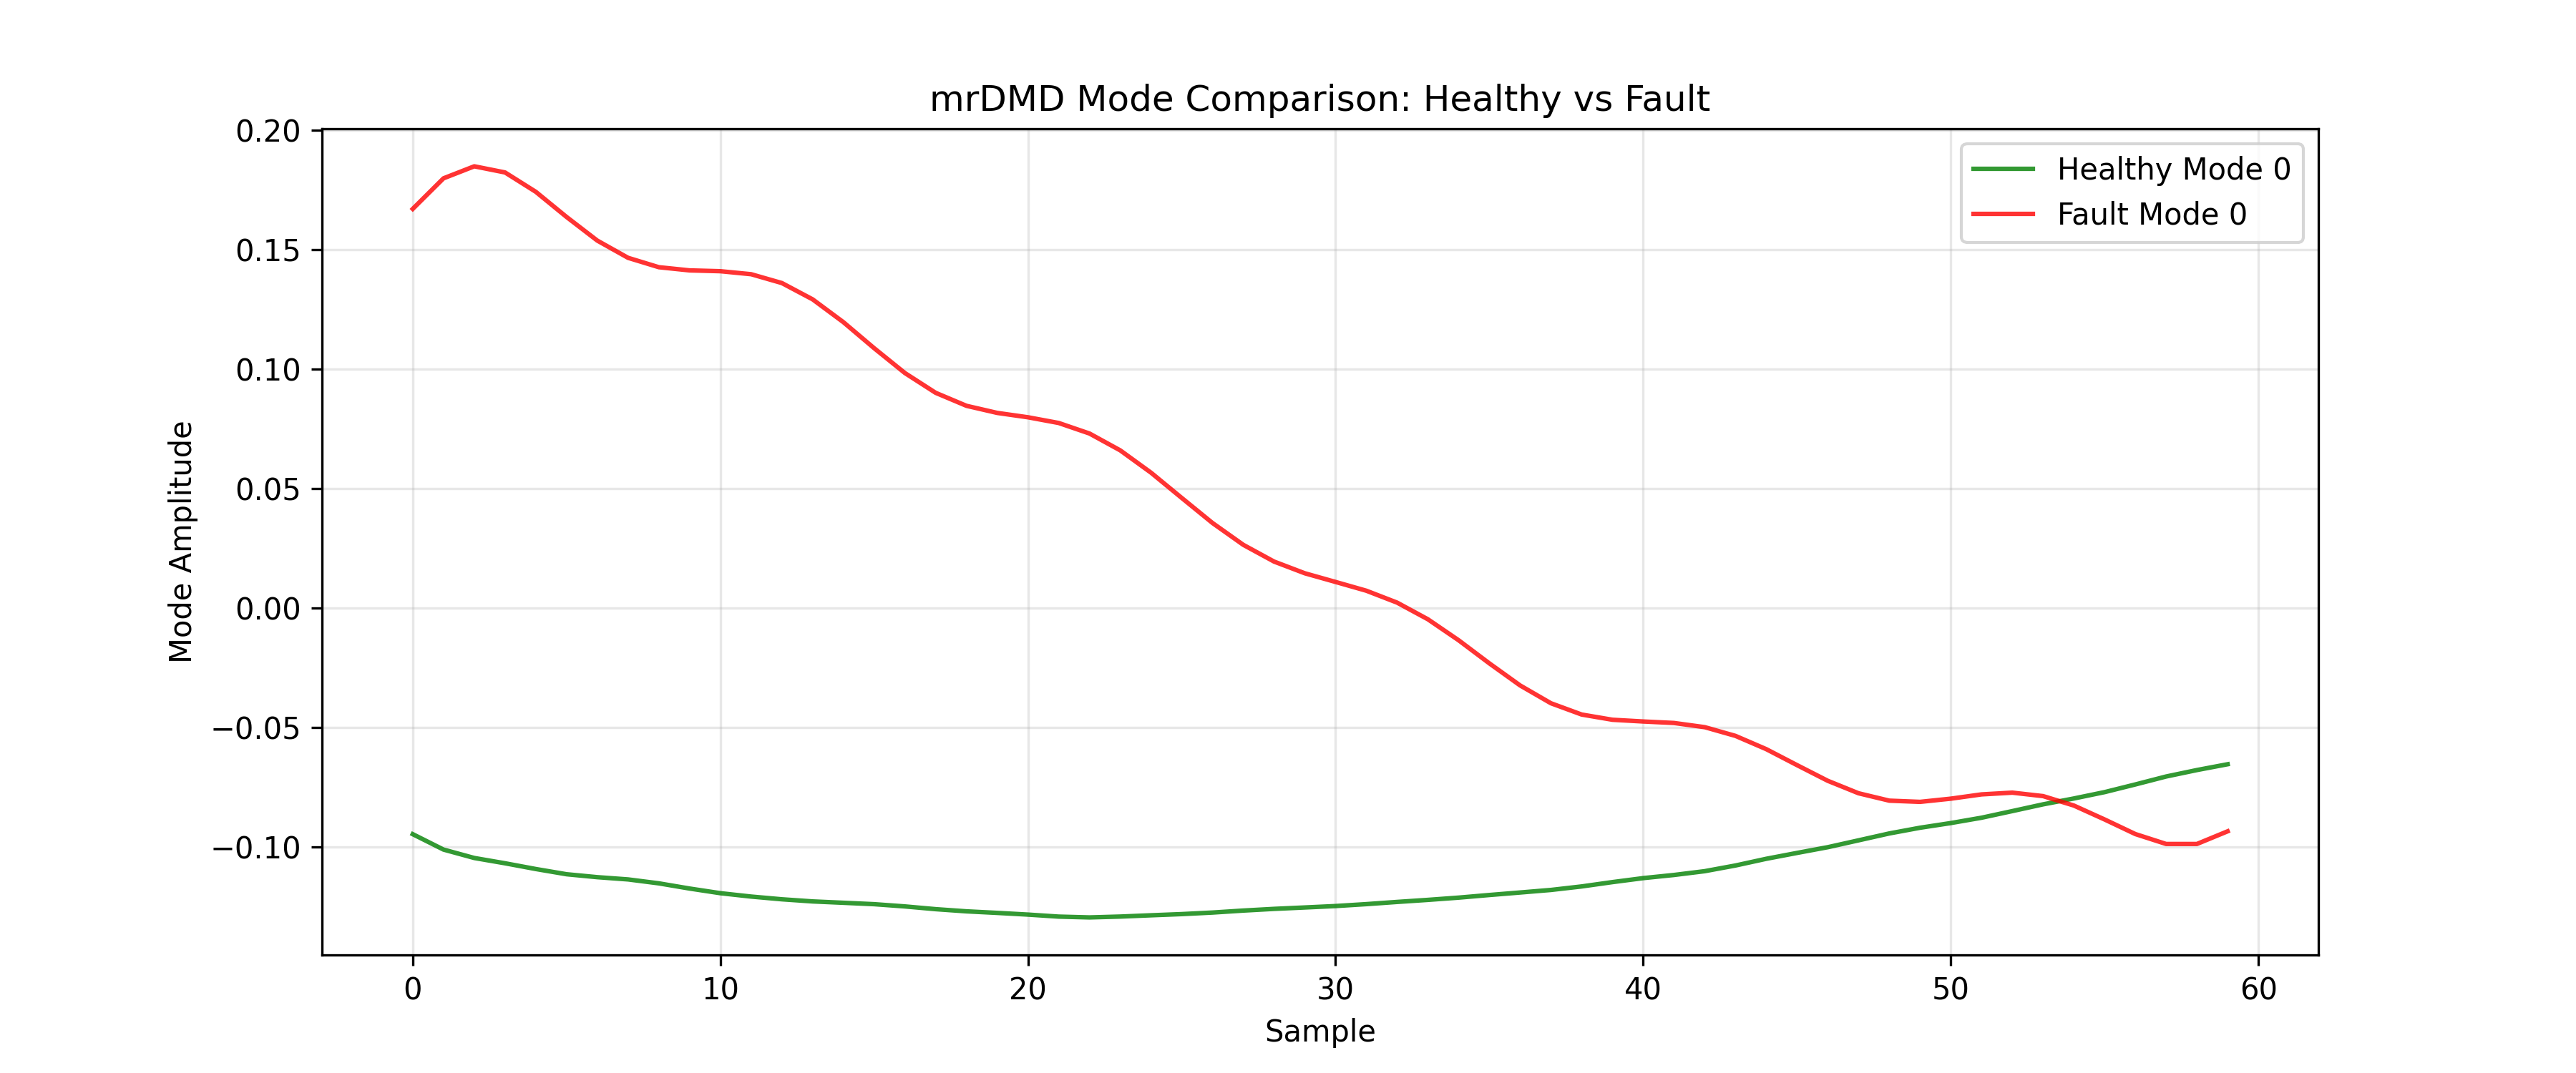 mrDMD Mode Comparison: Healthy vs Fault
Healthy Mode 0
Fault Mode 0
Mode Amplitude
0.20
0.15
0.10
0.05
0.00
−0.05
−0.10
0 10 20 30 40 50 60
Sample